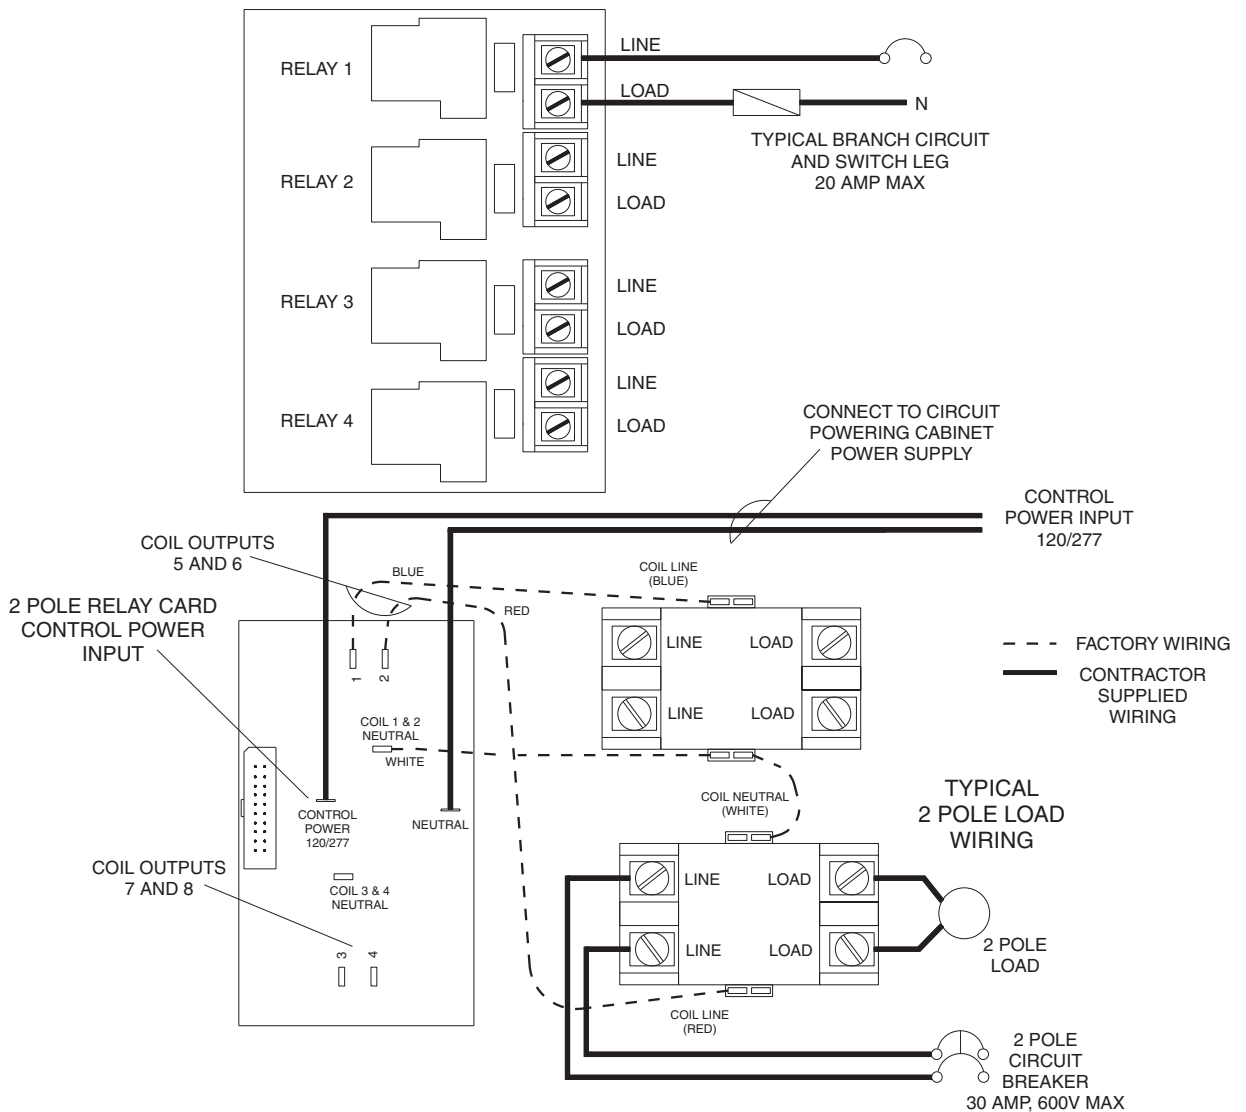 RELAY 1
LINE
LOAD
N
TYPICAL BRANCH CIRCUIT
AND SWITCH LEG
20 AMP MAX
RELAY 2
LINE
LOAD
RELAY 3
LINE
LOAD
RELAY 4
LINE
LOAD
CONNECT TO CIRCUIT
POWERING CABINET
POWER SUPPLY
CONTROL
POWER INPUT
120/277
COIL OUTPUTS
5 AND 6
BLUE
RED
COIL LINE
(BLUE)
2 POLE RELAY CARD
CONTROL POWER
INPUT
1
2
LINE
LOAD
LINE
LOAD
FACTORY WIRING
CONTRACTOR
SUPPLIED
WIRING
COIL 1 & 2
NEUTRAL
WHITE
CONTROL
POWER
120/277
NEUTRAL
COIL NEUTRAL
(WHITE)
TYPICAL
2 POLE LOAD
WIRING
COIL OUTPUTS
7 AND 8
COIL 3 & 4
NEUTRAL
3
4
LINE
LOAD
LINE
LOAD
2 POLE
LOAD
COIL LINE
(RED)
2 POLE
CIRCUIT
BREAKER
30 AMP, 600V MAX